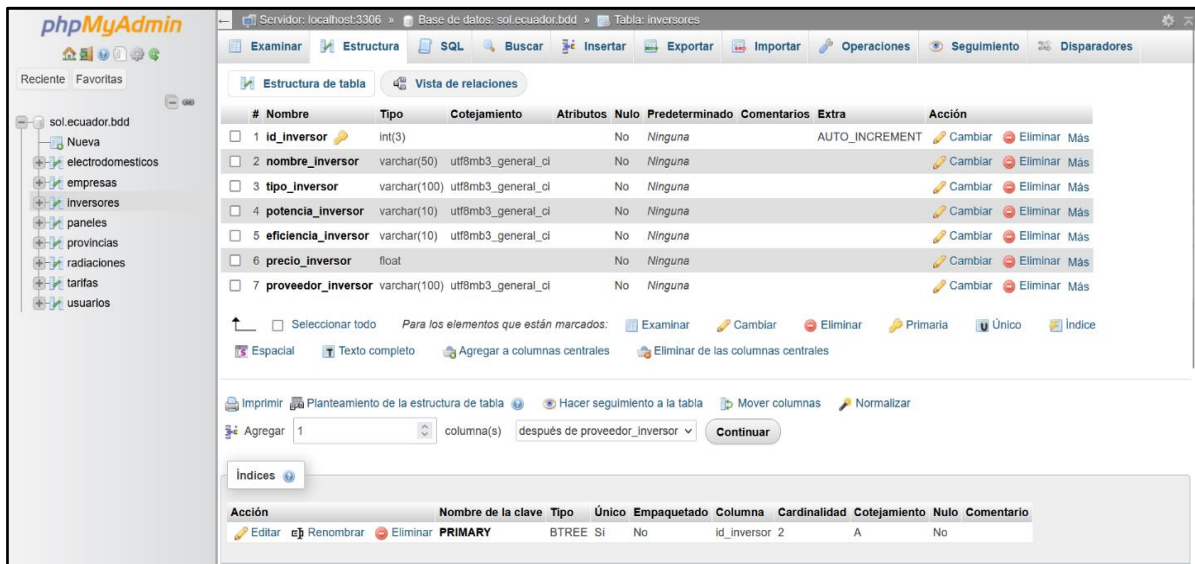 phpMyAdmin
Reciente Favoritas
sol.ecuador.bdd
Nueva
electrodomesticos
empresas
inversores
paneles
provincias
radiaciones
tarifas
usuarios
Servidor: localhost:3306 » Base de datos: sol.ecuador.bdd » Tabla: inversores
Examinar Estructura SQL Buscar Insertar Exportar Importar Operaciones Seguimiento Disparadores
Estructura de tabla Vista de relaciones
# Nombre Tipo Cotejamiento Atributos Nulo Predeterminado Comentarios Extra Acción
1 id_inversor int(3) No Ninguna AUTO_INCREMENT Cambiar Eliminar Más
2 nombre_inversor varchar(50) utf8mb3_general_ci No Ninguna Cambiar Eliminar Más
3 tipo_inversor varchar(100) utf8mb3_general_ci No Ninguna Cambiar Eliminar Más
4 potencia_inversor varchar(10) utf8mb3_general_ci No Ninguna Cambiar Eliminar Más
5 eficiencia_inversor varchar(10) utf8mb3_general_ci No Ninguna Cambiar Eliminar Más
6 precio_inversor float No Ninguna Cambiar Eliminar Más
7 proveedor_inversor varchar(100) utf8mb3_general_ci No Ninguna Cambiar Eliminar Más
Seleccionar todo Para los elementos que están marcados: Examinar Cambiar Eliminar Primaria Único Índice
Espacial Texto completo Agregar a columnas centrales Eliminar de las columnas centrales
Imprimir Planteamiento de la estructura de tabla Hacer seguimiento a la tabla Mover columnas Normalizar
Agregar 1 columna(s) después de proveedor_inversor Continuar
Índices
Acción Nombre de la clave Tipo Único Empaquetado Columna Cardinalidad Cotejamiento Nulo Comentario
Editar Renombrar Eliminar PRIMARY BTREE Sí No id_inversor 2 A No